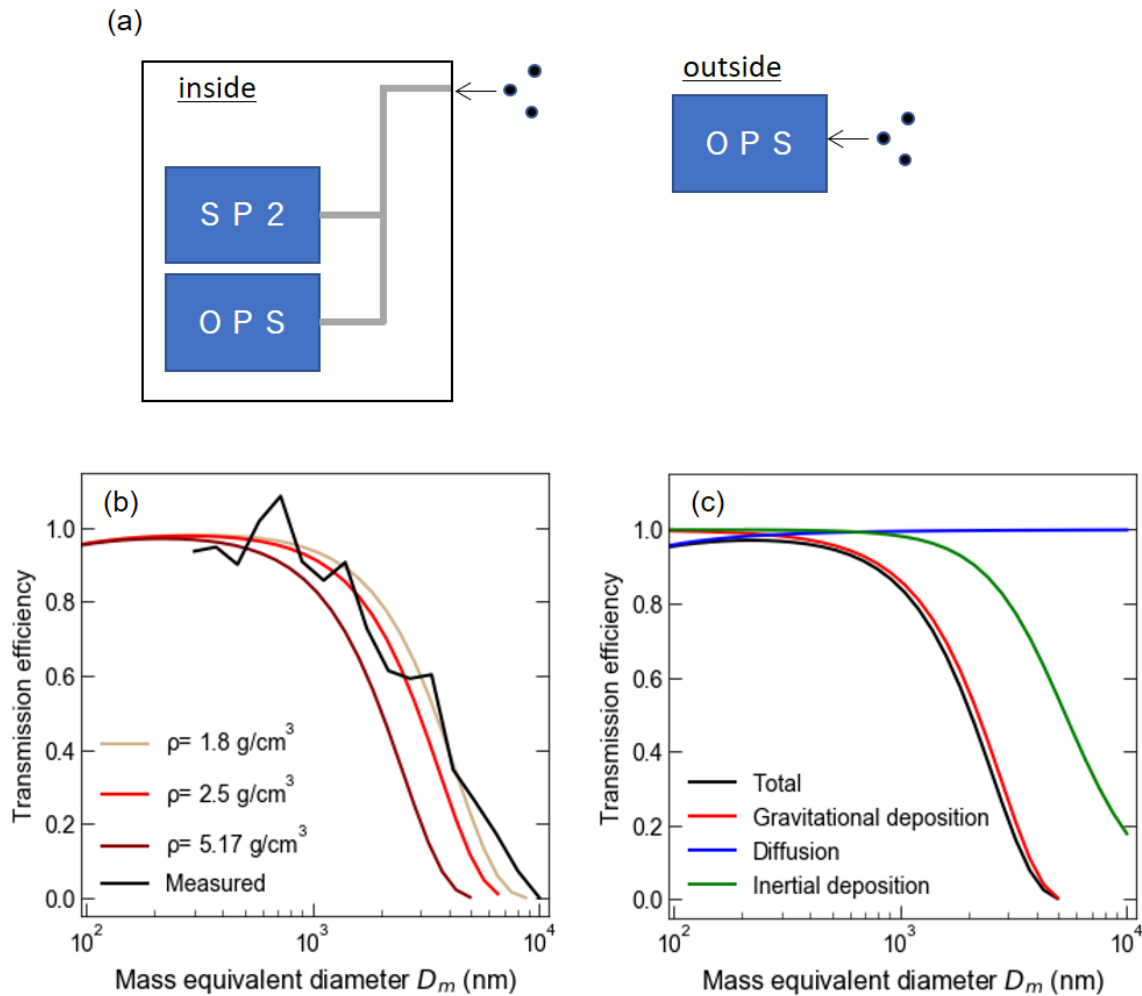 (a)
inside
outside
SP2
OPS
OPS
(b)
Transmission efficiency
1.0
0.8
0.6
0.4
0.2
0.0
ρ= 1.8 g/cm³
ρ= 2.5 g/cm³
ρ= 5.17 g/cm³
Measured
10² 10³ 10⁴
Mass equivalent diameter Dₘ (nm)
(c)
Transmission efficiency
1.0
0.8
0.6
0.4
0.2
0.0
Total
Gravitational deposition
Diffusion
Inertial deposition
10² 10³ 10⁴
Mass equivalent diameter Dₘ (nm)